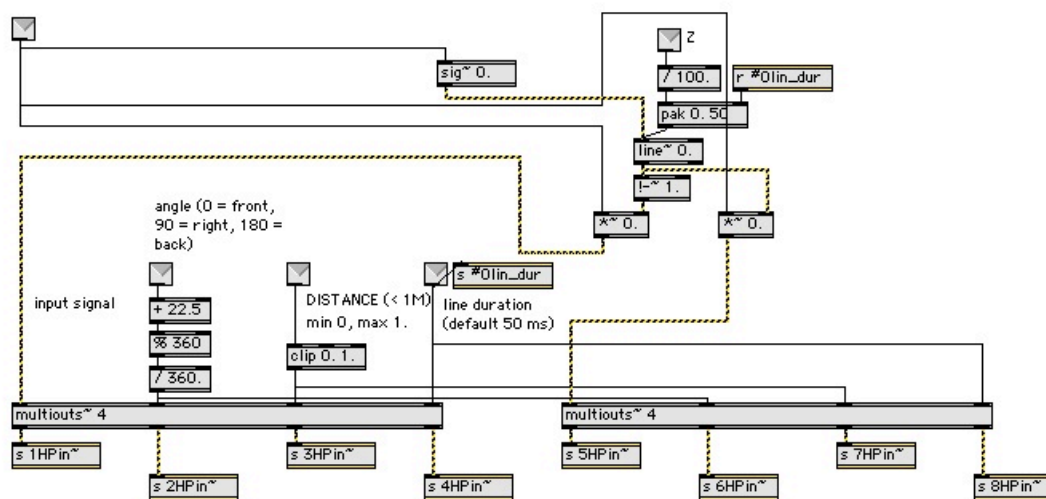 Z
sig~ 0.
/ 100.
r #0lin_dur
pak 0. 50
line~ 0.
!-~ 1.
angle (0 = front,
90 = right, 180 =
back)
*~ 0.
*~ 0.
s #0lin_dur
input signal
+ 22.5
DISTANCE (< 1M)
min 0, max 1.
line duration
(default 50 ms)
% 360
clip 0. 1.
/ 360.
multiouts~ 4
multiouts~ 4
s 1HPin~
s 3HPin~
s 5HPin~
s 7HPin~
s 2HPin~
s 4HPin~
s 6HPin~
s 8HPin~